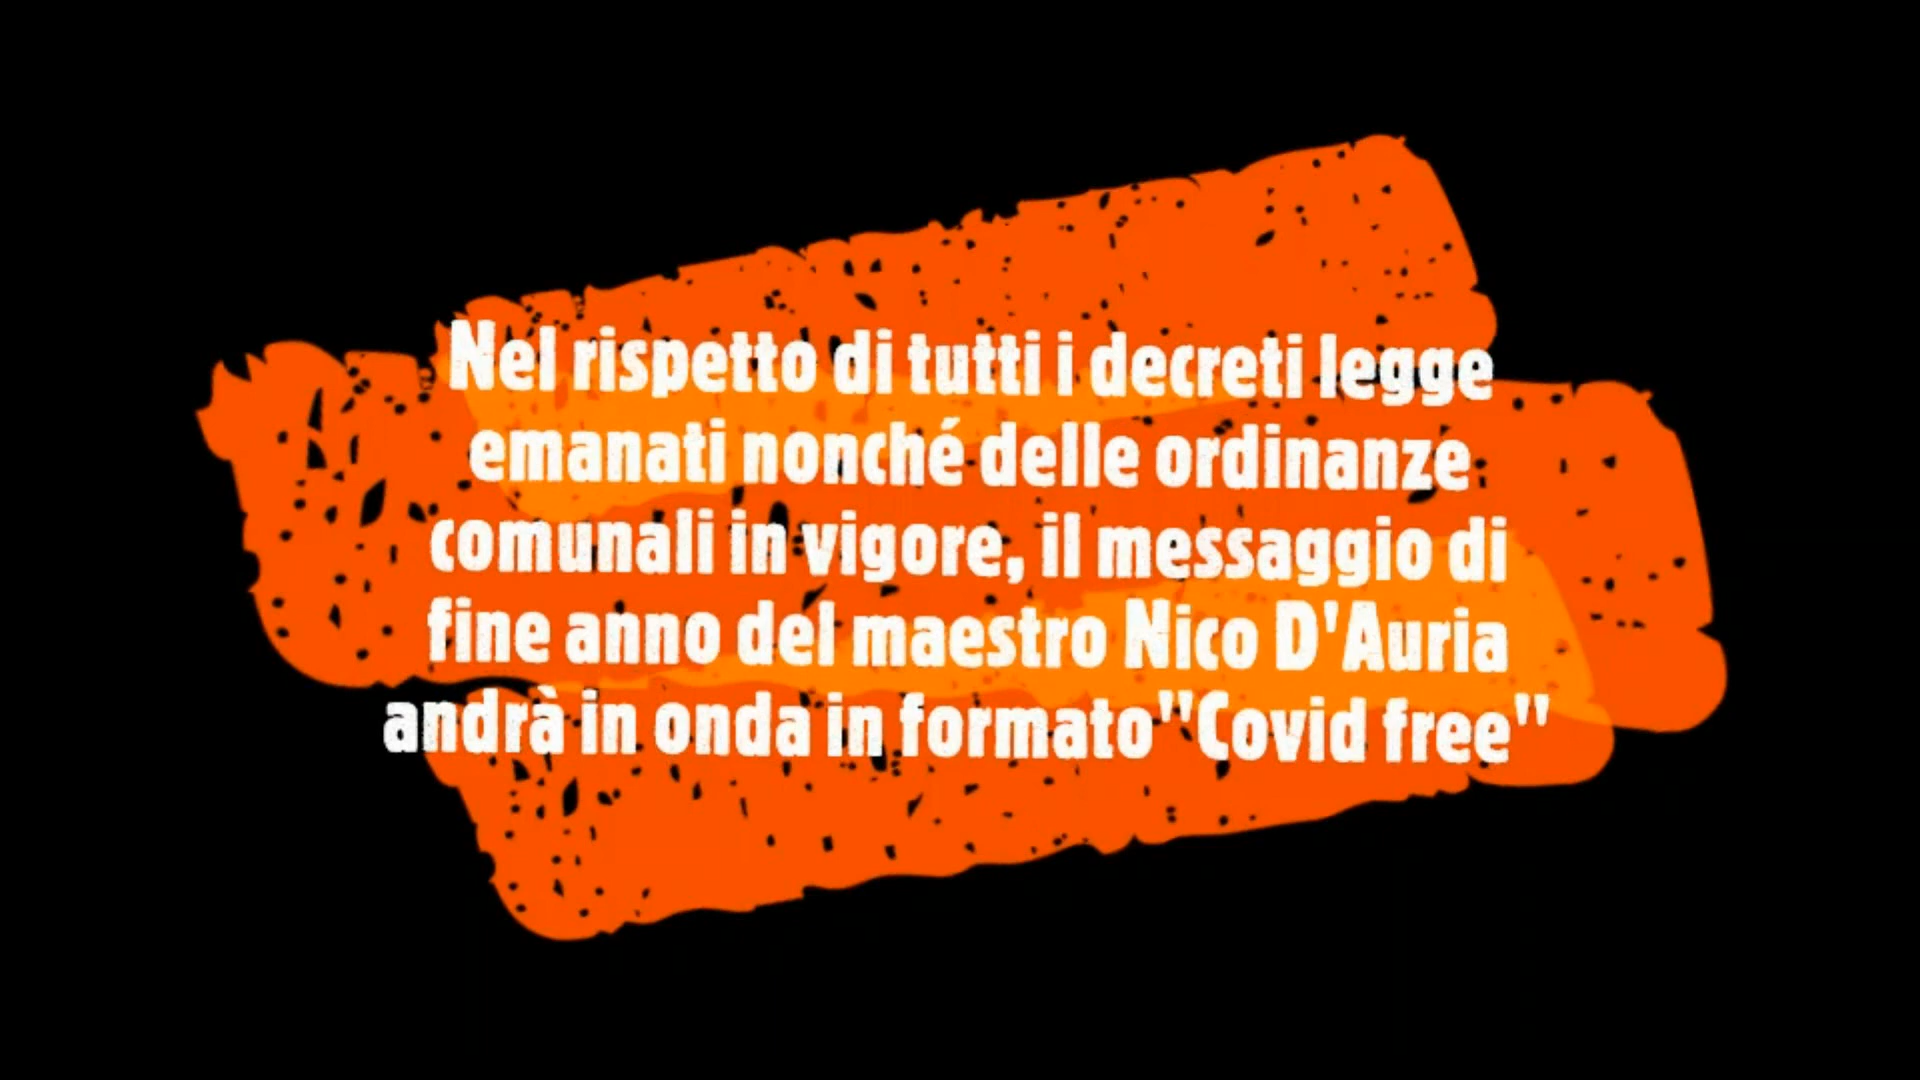 Nel rispetto di tutti i decreti legge
emanati nonché delle ordinanze
comunali in vigore, il messaggio di
fine anno del maestro Nico D'Auria
andrà in onda in formato"Covid free"